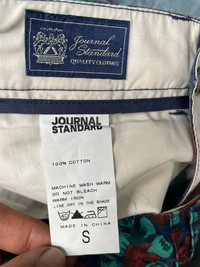 Journal
Standard
QUALITY CLOTHES
JOURNAL
STANDARD
100% COTTON
MACHINE WASH WARM
DO NOT BLEACH
WARM IRON
LINE DRY IN THE SHADE
MADE IN CHINA
S